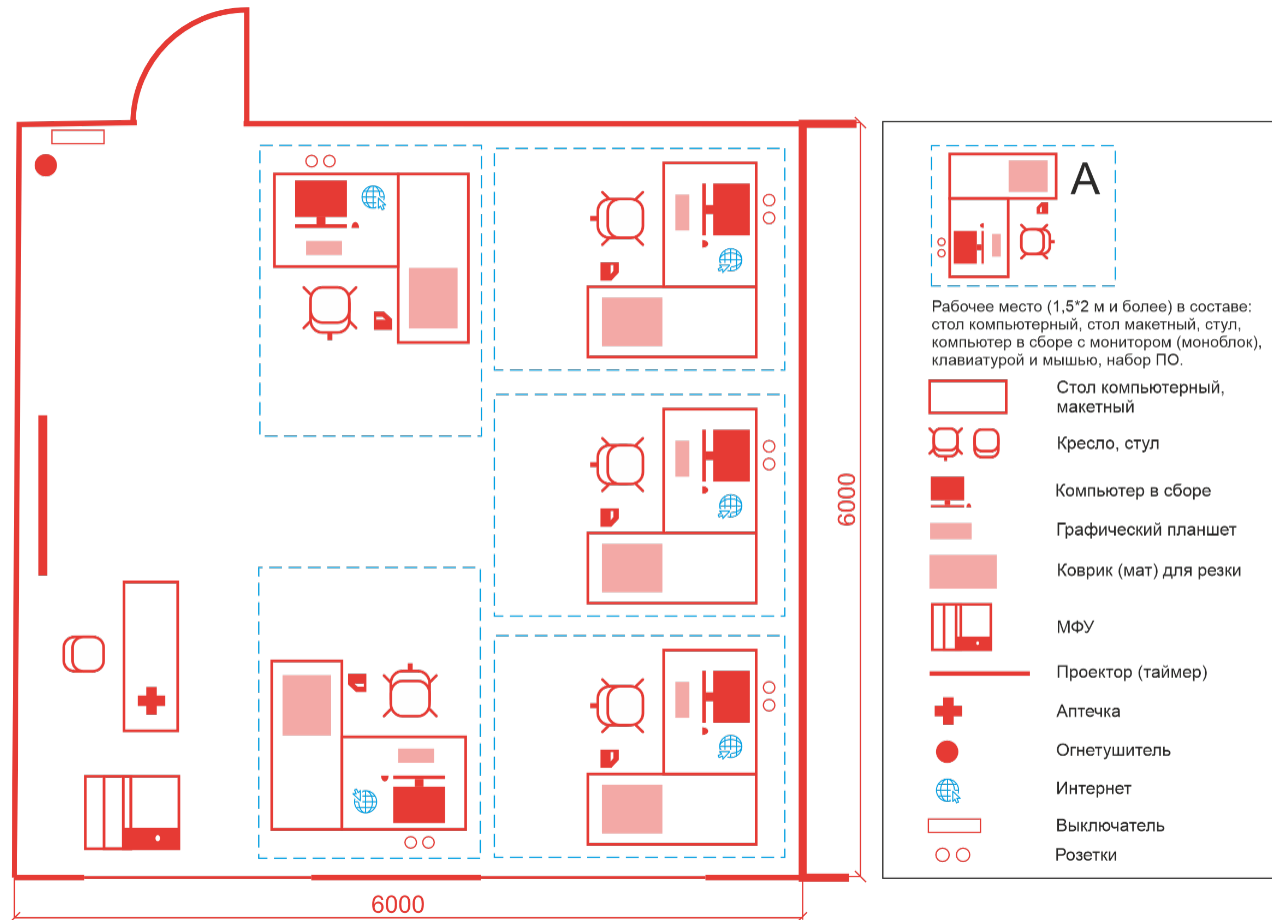 6000
6000
А
Рабочее место (1,5*2 м и более) в составе:
стол компьютерный, стол макетный, стул,
компьютер в сборе с монитором (моноблок),
клавиатурой и мышью, набор ПО.
Стол компьютерный,
макетный
Кресло, стул
Компьютер в сборе
Графический планшет
Коврик (мат) для резки
МФУ
Проектор (таймер)
Аптечка
Огнетушитель
Интернет
Выключатель
Розетки